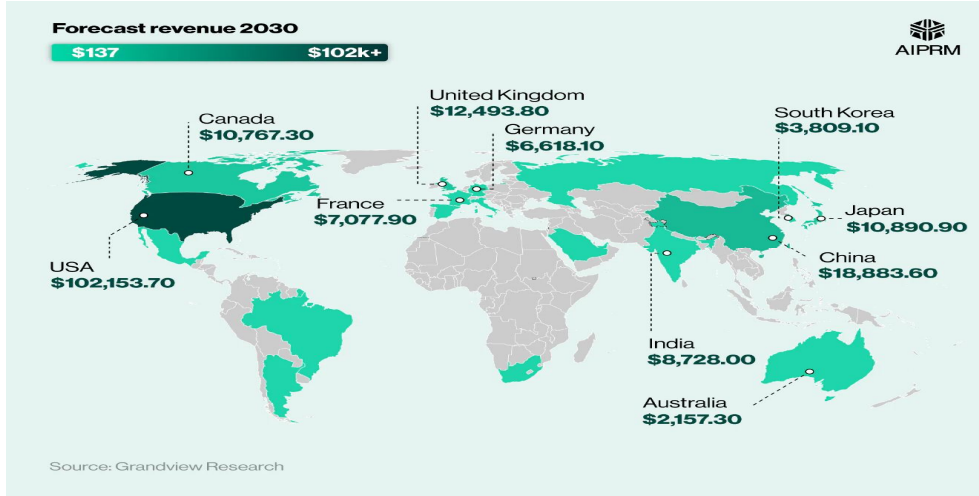 Forecast revenue 2030
$137
$102k+
AIPRM
United Kingdom
$12,493.80
Canada
$10,767.30
Germany
$6,618.10
South Korea
$3,809.10
France
$7,077.90
Japan
$10,890.90
USA
$102,153.70
China
$18,883.60
India
$8,728.00
Australia
$2,157.30
Source: Grandview Research